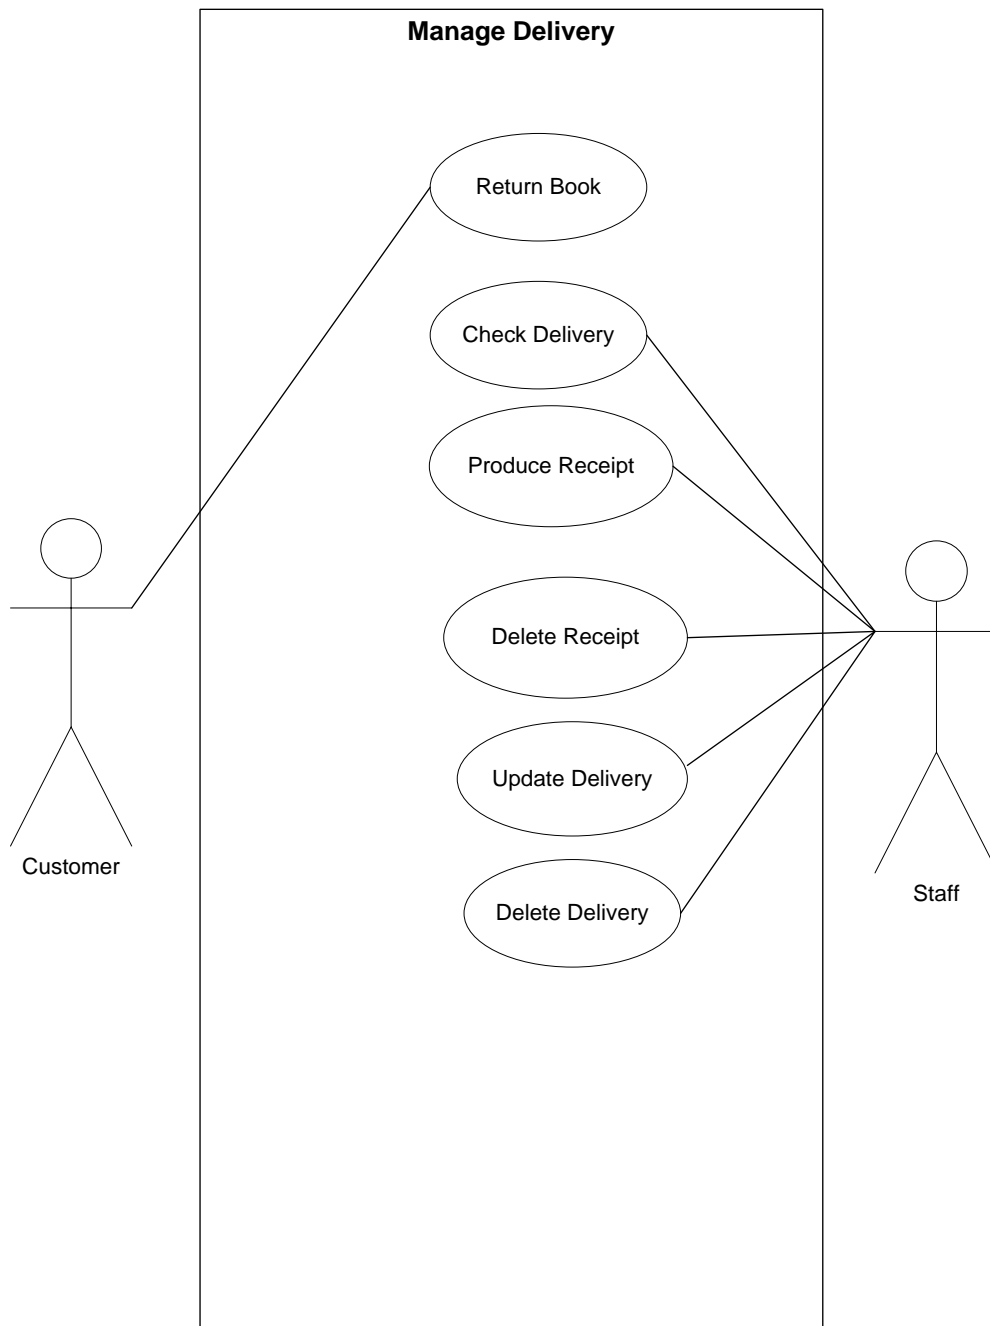 Manage Delivery
Return Book
Check Delivery
Produce Receipt
Delete Receipt
Update Delivery
Delete Delivery
Customer
Staff